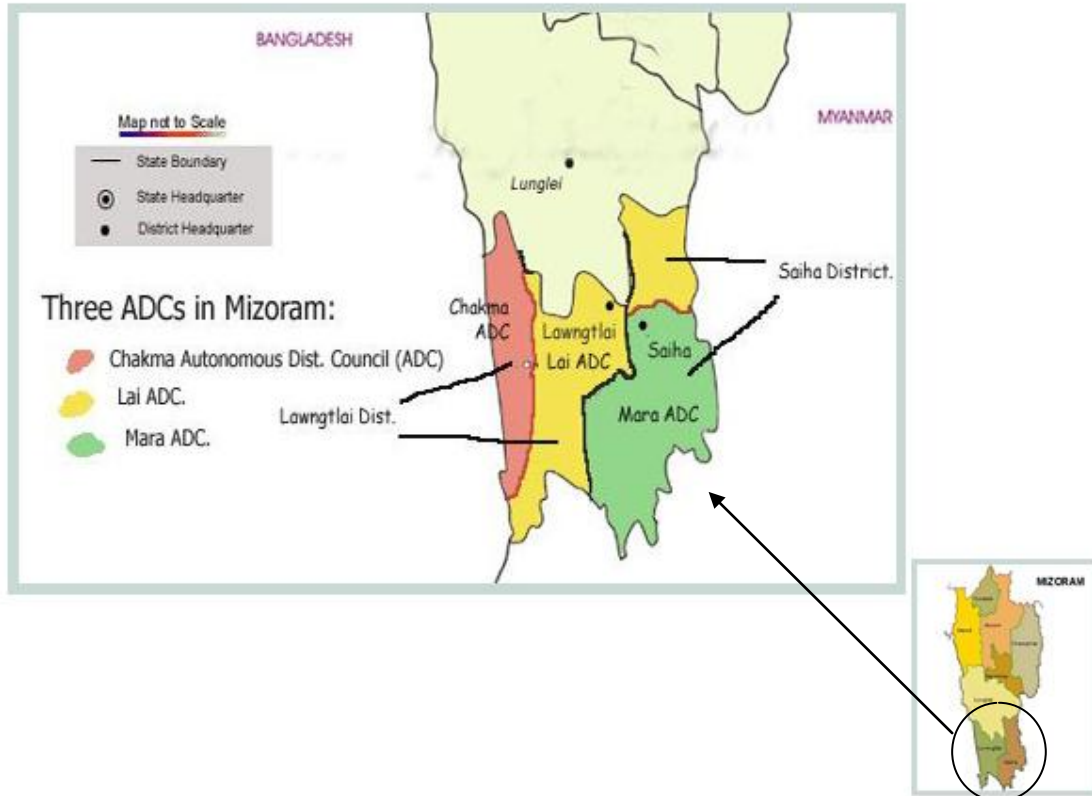 BANGLADESH
MYANMAR
Map not to Scale
State Boundary
State Headquarter
District Headquarter
Lunglei
Three ADCs in Mizoram:
Chakma Autonomous Dist. Council (ADC)
Lai ADC.
Mara ADC.
Chakma
ADC
Lawngtlai
Lai ADC
Saiha
Mara ADC
Saiha District.
Lawngtlai Dist.
MIZORAM